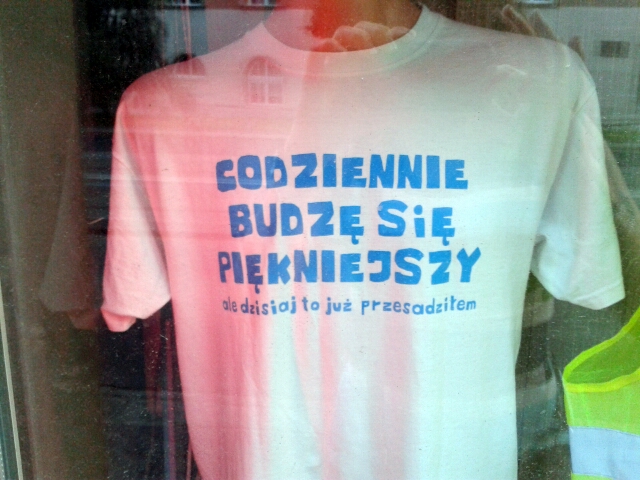 CODZIENNIE
BUDZĘ SIĘ
PIĘKNIEJSZY
ale dzisiaj to już przesadziłem